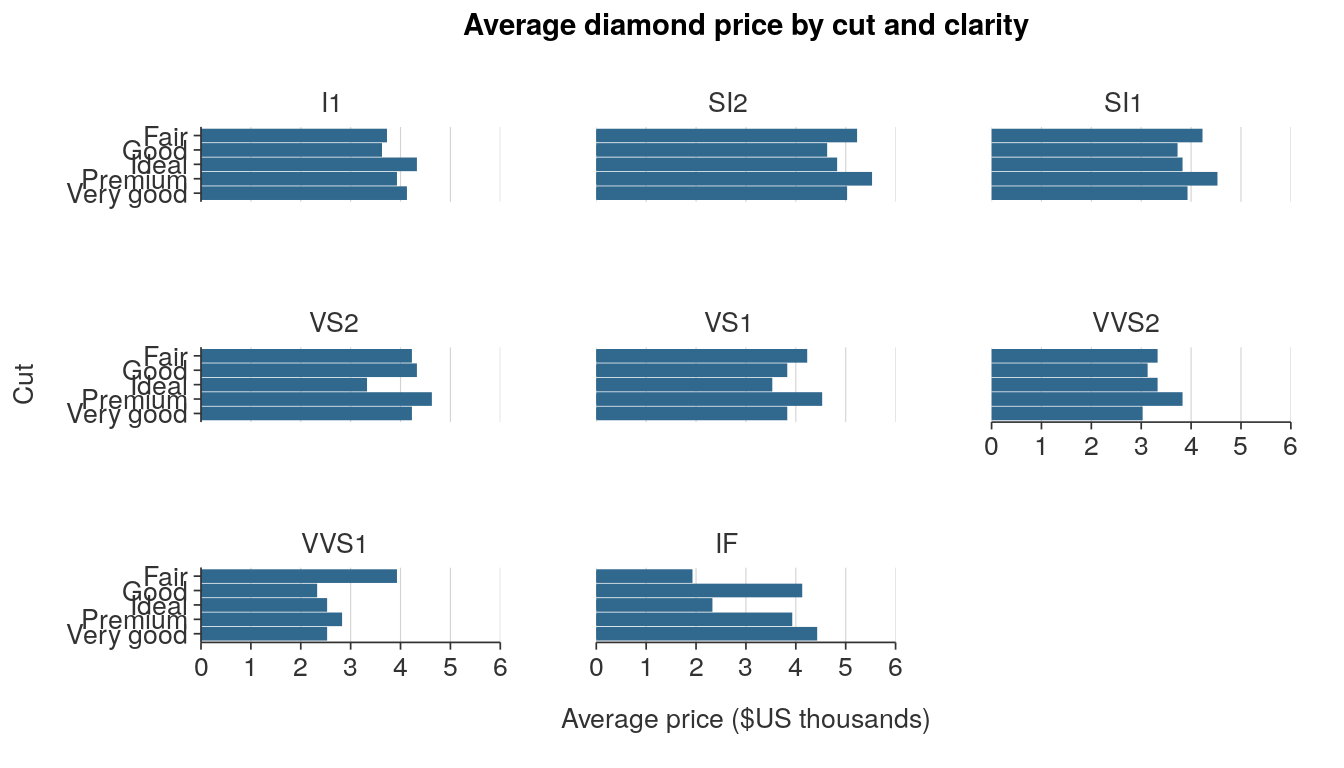 Average diamond price by cut and clarity
I1
SI2
SI1
Fair
Good
Ideal
Premium
Very good
VS2
VS1
VVS2
Cut
Fair
Good
Ideal
Premium
Very good
0 1 2 3 4 5 6
VVS1
IF
Fair
Good
Ideal
Premium
Very good
0 1 2 3 4 5 6
0 1 2 3 4 5 6
Average price ($US thousands)